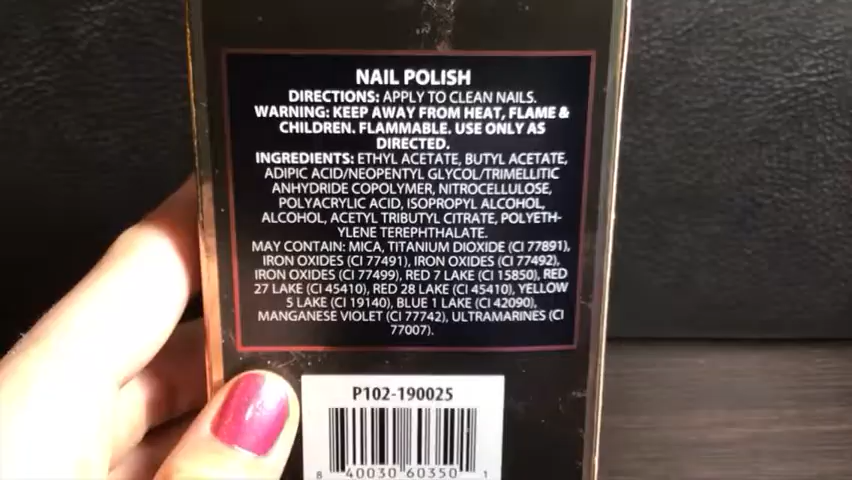 NAIL POLISH
DIRECTIONS: APPLY TO CLEAN NAILS.
WARNING: KEEP AWAY FROM HEAT, FLAME &
CHILDREN. FLAMMABLE. USE ONLY AS
DIRECTED.
INGREDIENTS: ETHYL ACETATE, BUTYL ACETATE,
ADIPIC ACID/NEOPENTYL GLYCOL/TRIMELLITIC
ANHYDRIDE COPOLYMER, NITROCELLULOSE,
POLYACRYLIC ACID, ISOPROPYL ALCOHOL,
ALCOHOL, ACETYL TRIBUTYL CITRATE, POLYETH-
YLENE TEREPHTHALATE.
MAY CONTAIN: MICA, TITANIUM DIOXIDE (CI 77891),
IRON OXIDES (CI 77491), IRON OXIDES (CI 77492),
IRON OXIDES (CI 77499), RED 7 LAKE (CI 15850), RED
27 LAKE (CI 45410), RED 28 LAKE (CI 45410), YELLOW
5 LAKE (CI 19140), BLUE 1 LAKE (CI 42090),
MANGANESE VIOLET (CI 77742), ULTRAMARINES (CI
77007).
P102-190025
8 40030 60350 1